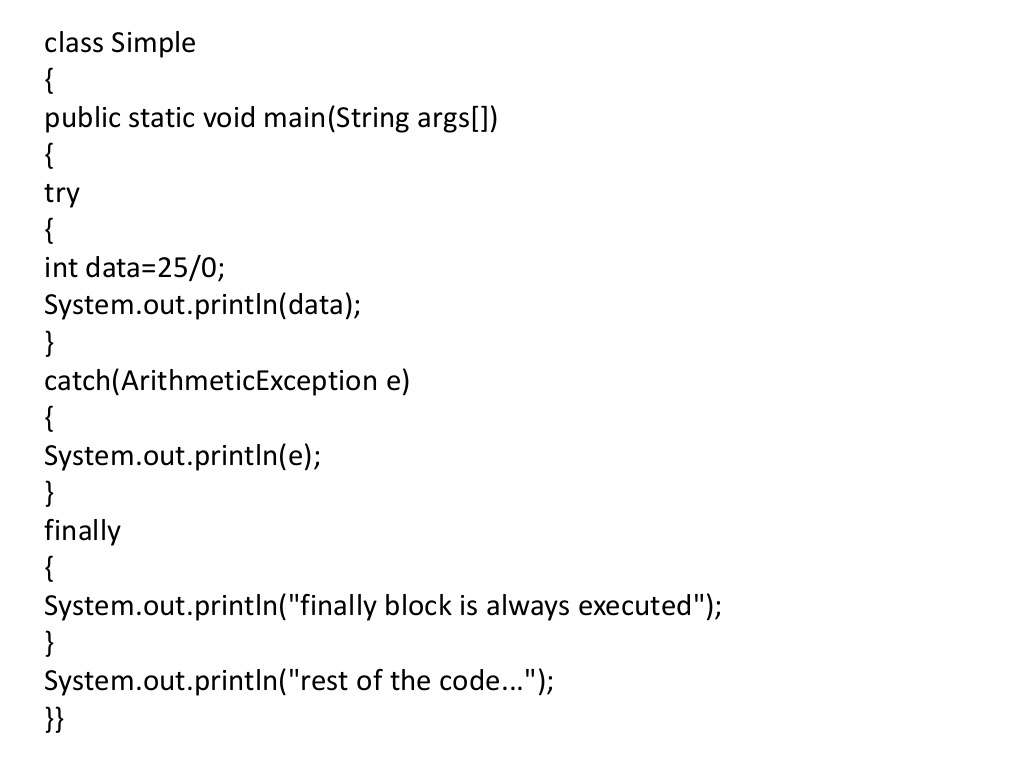 class Simple
{
public static void main(String args[])
{
try
{
int data=25/0;
System.out.println(data);
}
catch(ArithmeticException e)
{
System.out.println(e);
}
finally
{
System.out.println("finally block is always executed");
}
System.out.println("rest of the code...");
}}